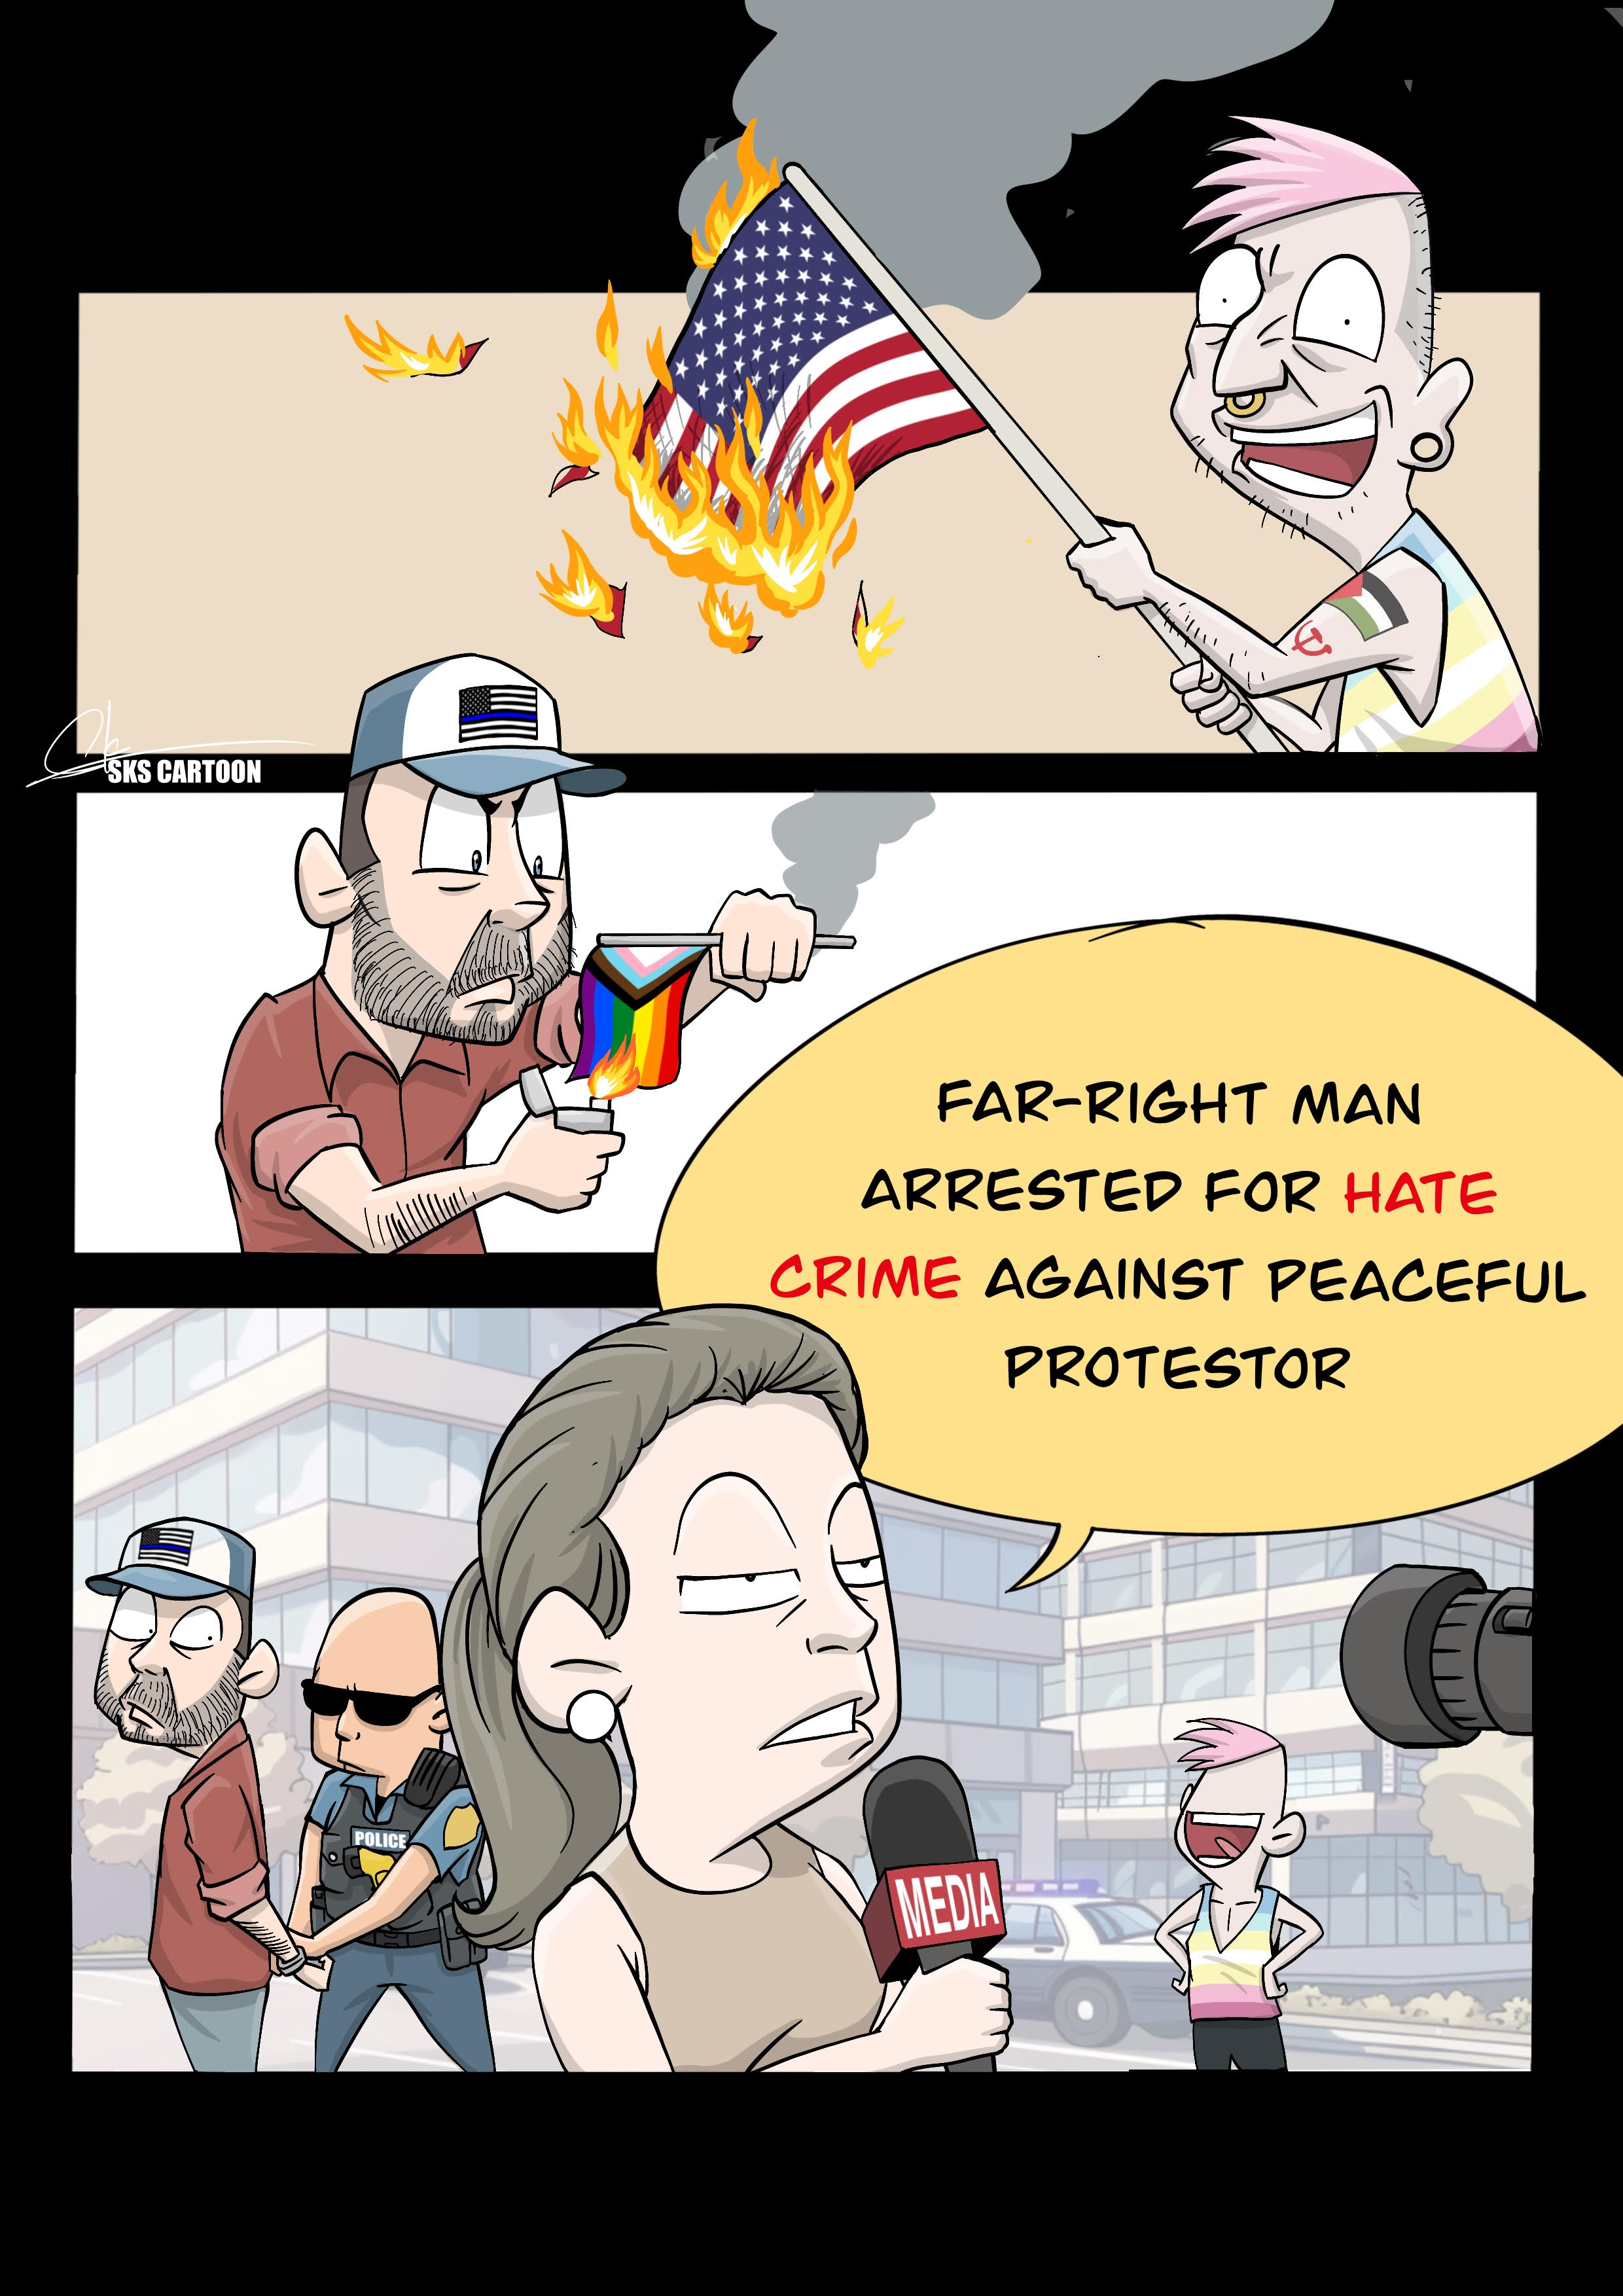 SKS CARTOON
FAR-RIGHT MAN
ARRESTED FOR HATE
CRIME AGAINST PEACEFUL
PROTESTOR
POLICE
MEDIA